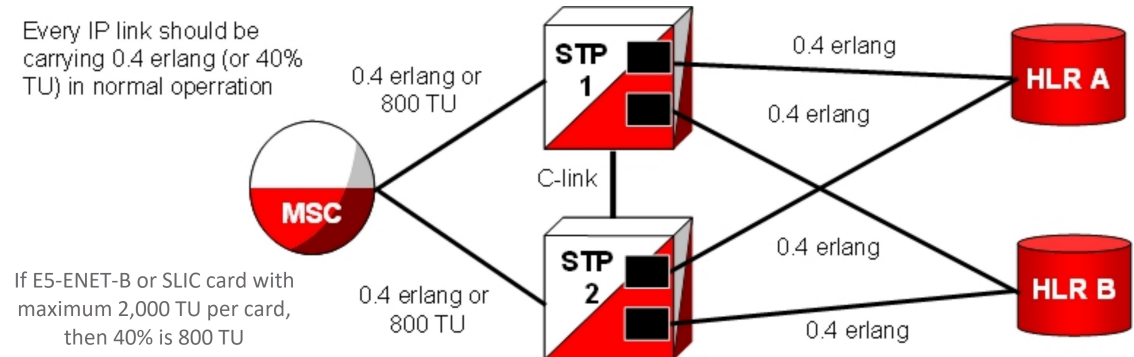 Every IP link should be
carrying 0.4 erlang (or 40%
TU) in normal operration
0.4 erlang or
800 TU
STP
1
0.4 erlang
HLR A
0.4 erlang
C-link
MSC
STP
2
0.4 erlang
HLR B
If E5-ENET-B or SLIC card with
maximum 2,000 TU per card,
then 40% is 800 TU
0.4 erlang or
800 TU
0.4 erlang